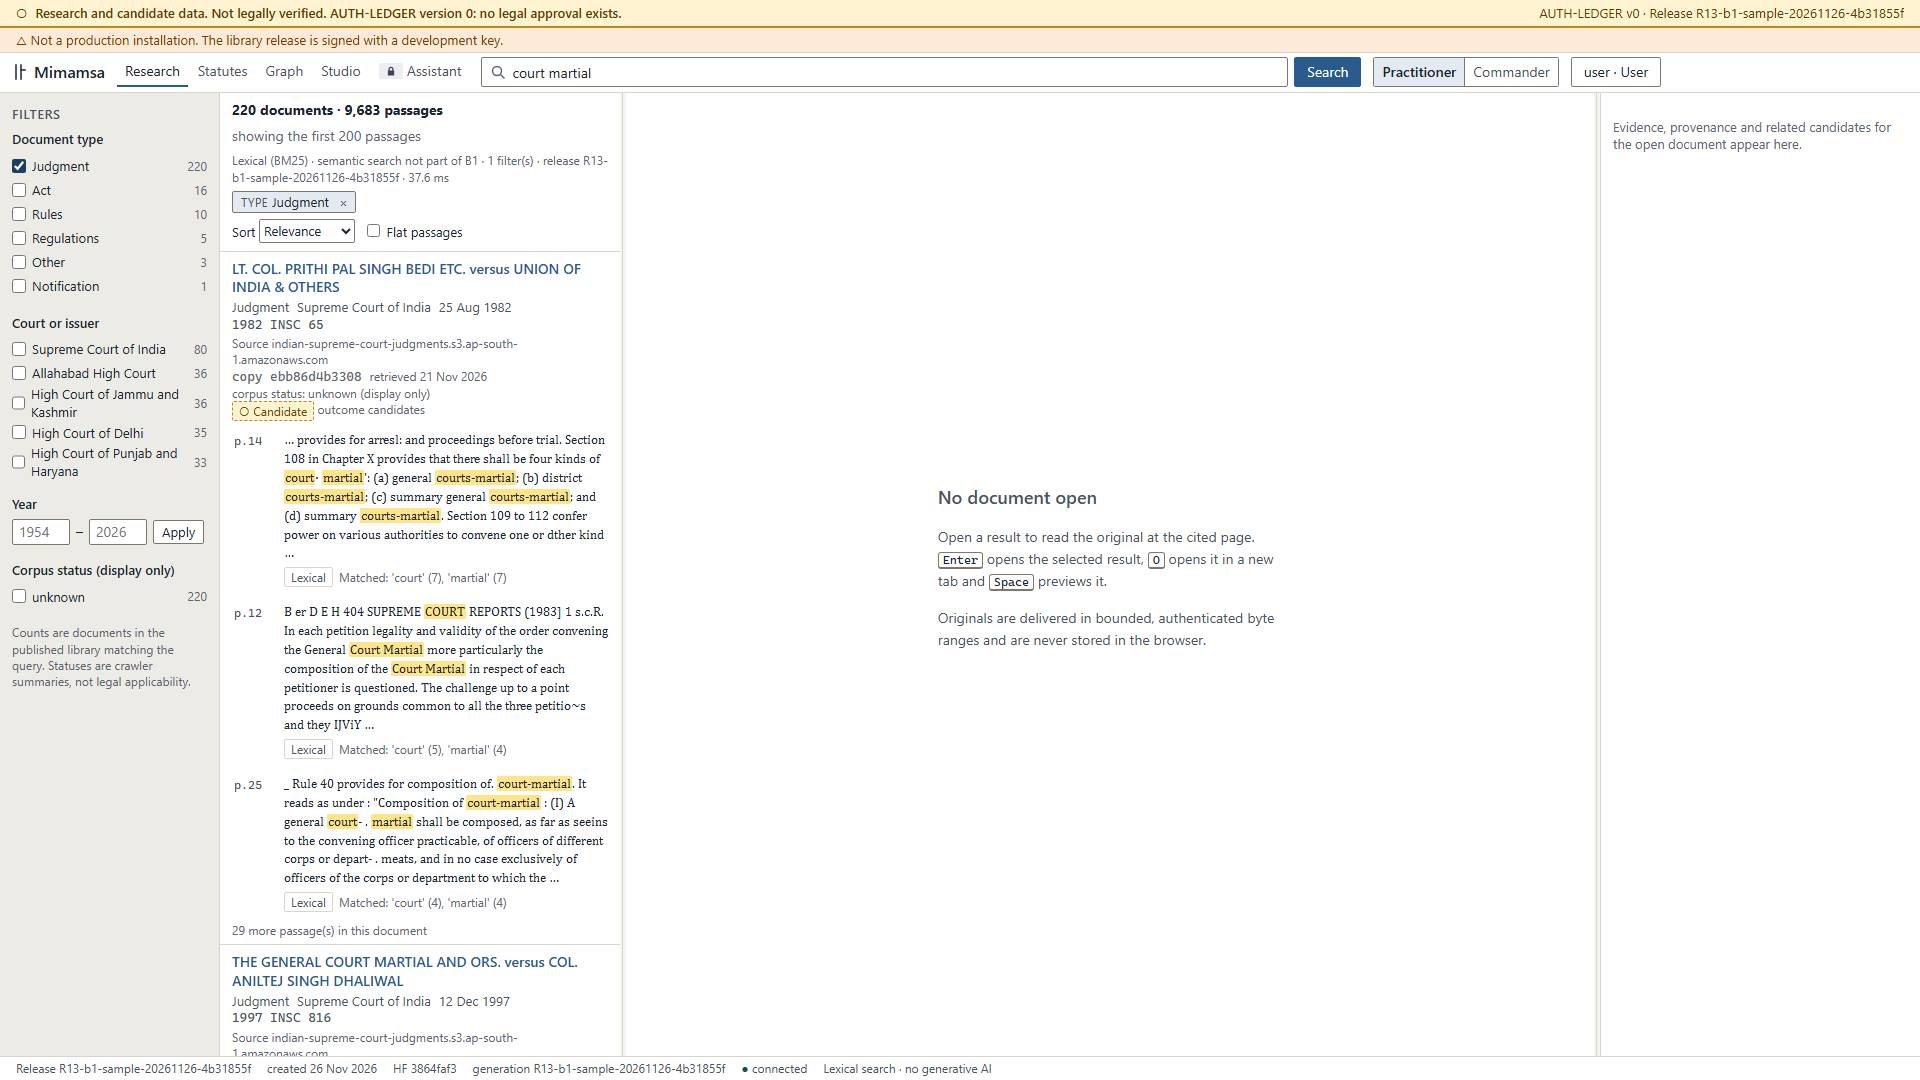 Research and candidate data. Not legally verified. AUTH-LEDGER version 0: no legal approval exists.
AUTH-LEDGER v0 · Release R13-b1-sample-20261126-4b31855f
⚠ Not a production installation. The library release is signed with a development key.
Mimamsa
Research
Statutes
Graph
Studio
Assistant
court martial
Search
Practitioner
Commander
user · User
FILTERS
Document type
Judgment 220
Act 16
Rules 10
Regulations 5
Other 3
Notification 1
Court or issuer
Supreme Court of India 80
Allahabad High Court 36
High Court of Jammu and
Kashmir 36
High Court of Delhi 35
High Court of Punjab and
Haryana 33
Year
1954 – 2026 Apply
Corpus status (display only)
unknown 220
Counts are documents in the
published library matching the
query. Statuses are crawler
summaries, not legal applicability.
220 documents · 9,683 passages
showing the first 200 passages
Lexical (BM25) · semantic search not part of B1 · 1 filter(s) · release R13-
b1-sample-20261126-4b31855f · 37.6 ms
TYPE Judgment ×
Sort Relevance Flat passages
LT. COL. PRITHI PAL SINGH BEDI ETC. versus UNION OF
INDIA & OTHERS
Judgment Supreme Court of India 25 Aug 1982
1982 INSC 65
Source indian-supreme-court-judgments.s3.ap-south-
1.amazonaws.com
copy ebb86d4b3308 retrieved 21 Nov 2026
corpus status: unknown (display only)
Candidate outcome candidates
p.14
... provides for arresl: and proceedings before trial. Section
108 in Chapter X provides that there shall be four kinds of
court· martial': (a) general courts-martial; (b) district
courts-martial; (c) summary general courts-martial; and
(d) summary courts-martial. Section 109 to 112 confer
power on various authorities to convene one or dther kind
...
Lexical Matched: 'court' (7), 'martial' (7)
p.12
B er D E H 404 SUPREME COURT REPORTS (1983] 1 s.c.R.
In each petition legality and validity of the order convening
the General Court Martial more particularly the
composition of the Court Martial in respect of each
petitioner is questioned. The challenge up to a point
proceeds on grounds common to all the three petitio~s
and they IJViY ...
Lexical Matched: 'court' (5), 'martial' (4)
p.25
_ Rule 40 provides for composition of. court-martial. It
reads as under : "Composition of court-martial : (I) A
general court- . martial shall be composed, as far as seeins
to the convening officer practicable, of officers of different
corps or depart- . meats, and in no case exclusively of
officers of the corps or department to which the ...
Lexical Matched: 'court' (4), 'martial' (4)
29 more passage(s) in this document
THE GENERAL COURT MARTIAL AND ORS. versus COL.
ANILTEJ SINGH DHALIWAL
Judgment Supreme Court of India 12 Dec 1997
1997 INSC 816
Source indian-supreme-court-judgments.s3.ap-south-
1.amazonaws.com
No document open
Open a result to read the original at the cited page.
Enter opens the selected result, O opens it in a new
tab and Space previews it.
Originals are delivered in bounded, authenticated byte
ranges and are never stored in the browser.
Evidence, provenance and related candidates for
the open document appear here.
Release R13-b1-sample-20261126-4b31855f created 26 Nov 2026 HF 3864faf3 generation R13-b1-sample-20261126-4b31855f ● connected Lexical search · no generative AI